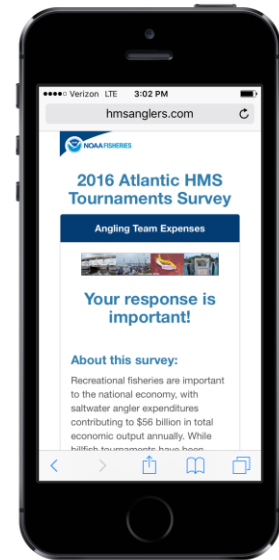 Verizon LTE 3:02 PM
hmsanglers.com
NOAA FISHERIES
2016 Atlantic HMS
Tournaments Survey
Angling Team Expenses
Your response is
important!
About this survey:
Recreational fisheries are important
to the national economy, with
saltwater angler expenditures
contributing to $56 billion in total
economic output annually. While
billfish tournaments have been